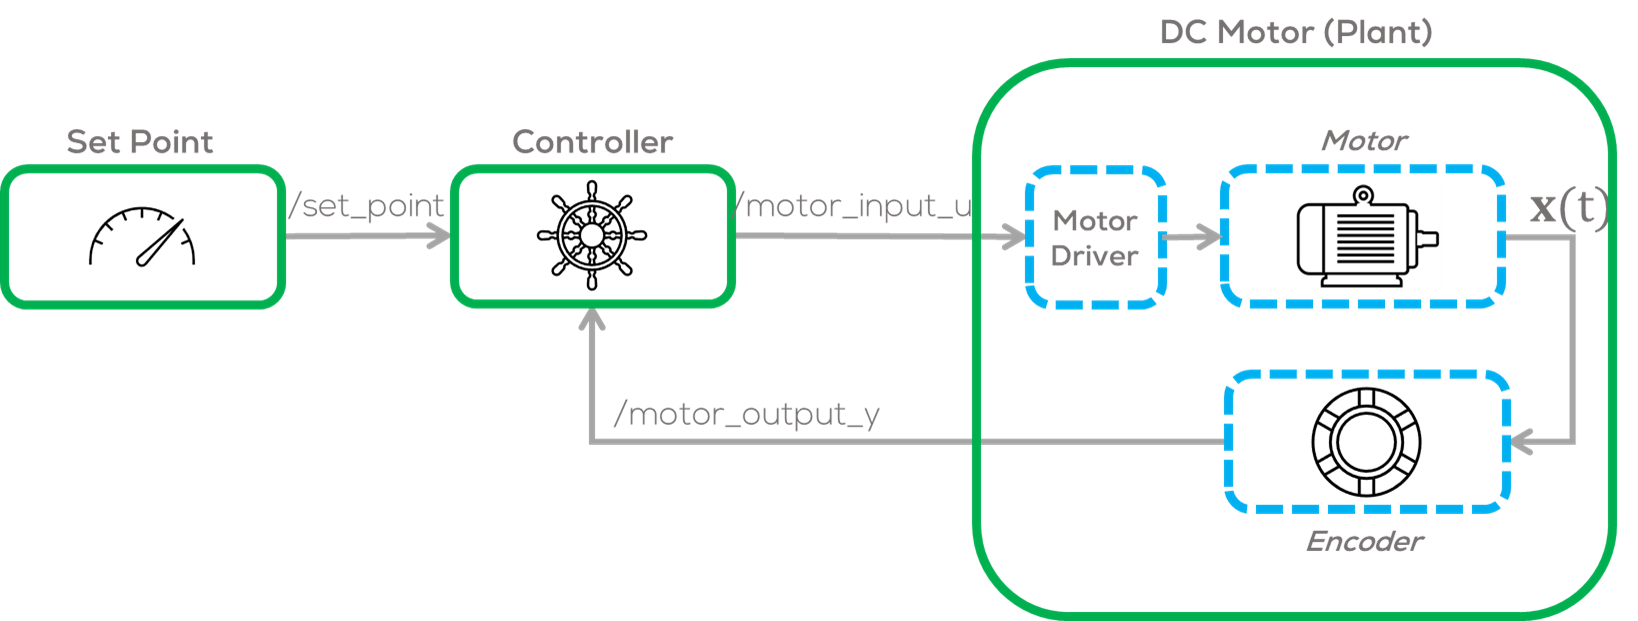 DC Motor (Plant)
Set Point
Controller
Motor
/set_point
/motor_input_u
Motor
Driver
x(t)
/motor_output_y
Encoder